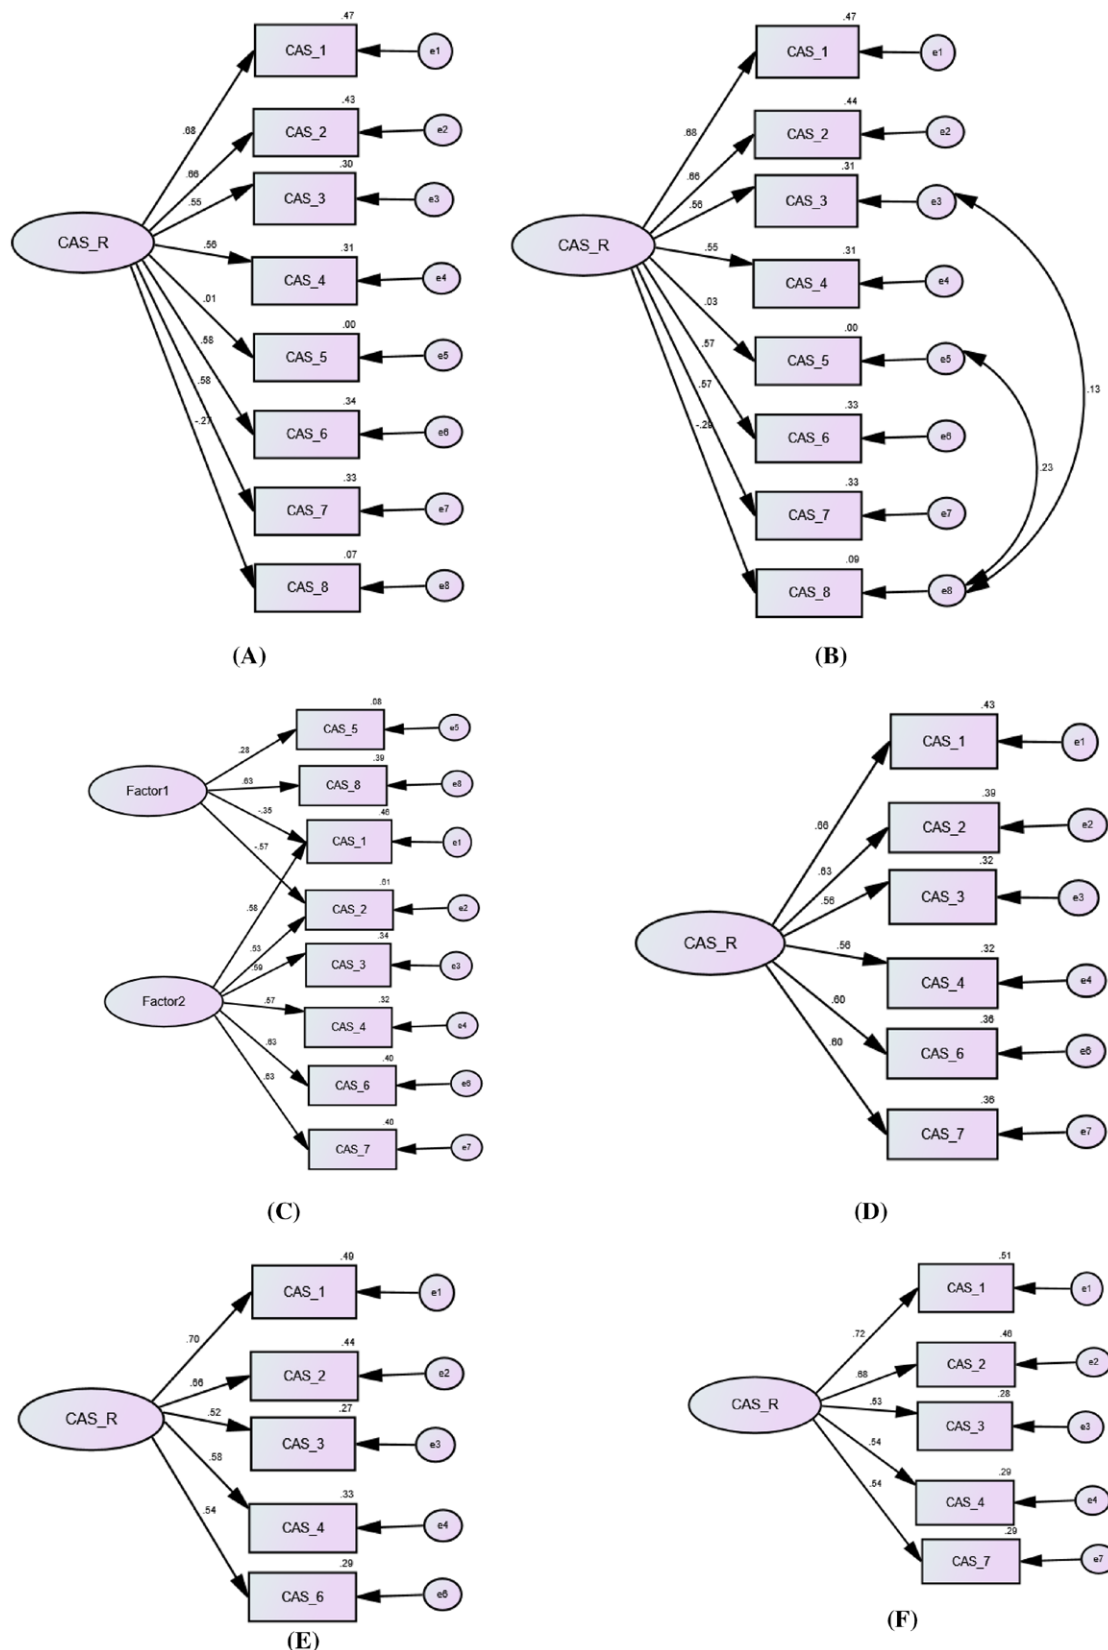 .47
CAS_1
e1
.68
.43
CAS_2
e2
.66
.30
CAS_3
e3
.55
CAS_R
.56
.31
CAS_4
e4
.01
.00
CAS_5
e5
.58
.34
CAS_6
e6
.58
.33
CAS_7
e7
-.27
.07
CAS_8
e8
(A)
.47
CAS_1
e1
.68
.44
CAS_2
e2
.66
.31
CAS_3
e3
.56
CAS_R
.55
.31
CAS_4
e4
.03
.00
CAS_5
e5
.57
.33
CAS_6
e6
.57
.33
CAS_7
e7
-.29
.09
CAS_8
e8
.13
.23
(B)
.08
CAS_5
e5
.28
Factor1
.63
.39
CAS_8
e8
-.35
.46
CAS_1
e1
-.57
.58
.61
CAS_2
e2
.53
.34
CAS_3
e3
.59
Factor2
.57
.32
CAS_4
e4
.63
.40
CAS_6
e6
.63
.40
CAS_7
e7
(C)
.43
CAS_1
e1
.66
.39
CAS_2
e2
.63
.32
CAS_3
e3
.56
CAS_R
.56
.32
CAS_4
e4
.60
.36
CAS_6
e6
.60
.36
CAS_7
e7
(D)
.49
CAS_1
e1
.70
.44
CAS_2
e2
.66
CAS_R
.52
.27
CAS_3
e3
.58
.33
CAS_4
e4
.54
.29
CAS_6
e6
(E)
.51
CAS_1
e1
.72
.46
CAS_2
e2
.68
CAS_R
.53
.28
CAS_3
e3
.54
.29
CAS_4
e4
.54
.29
CAS_7
e7
(F)